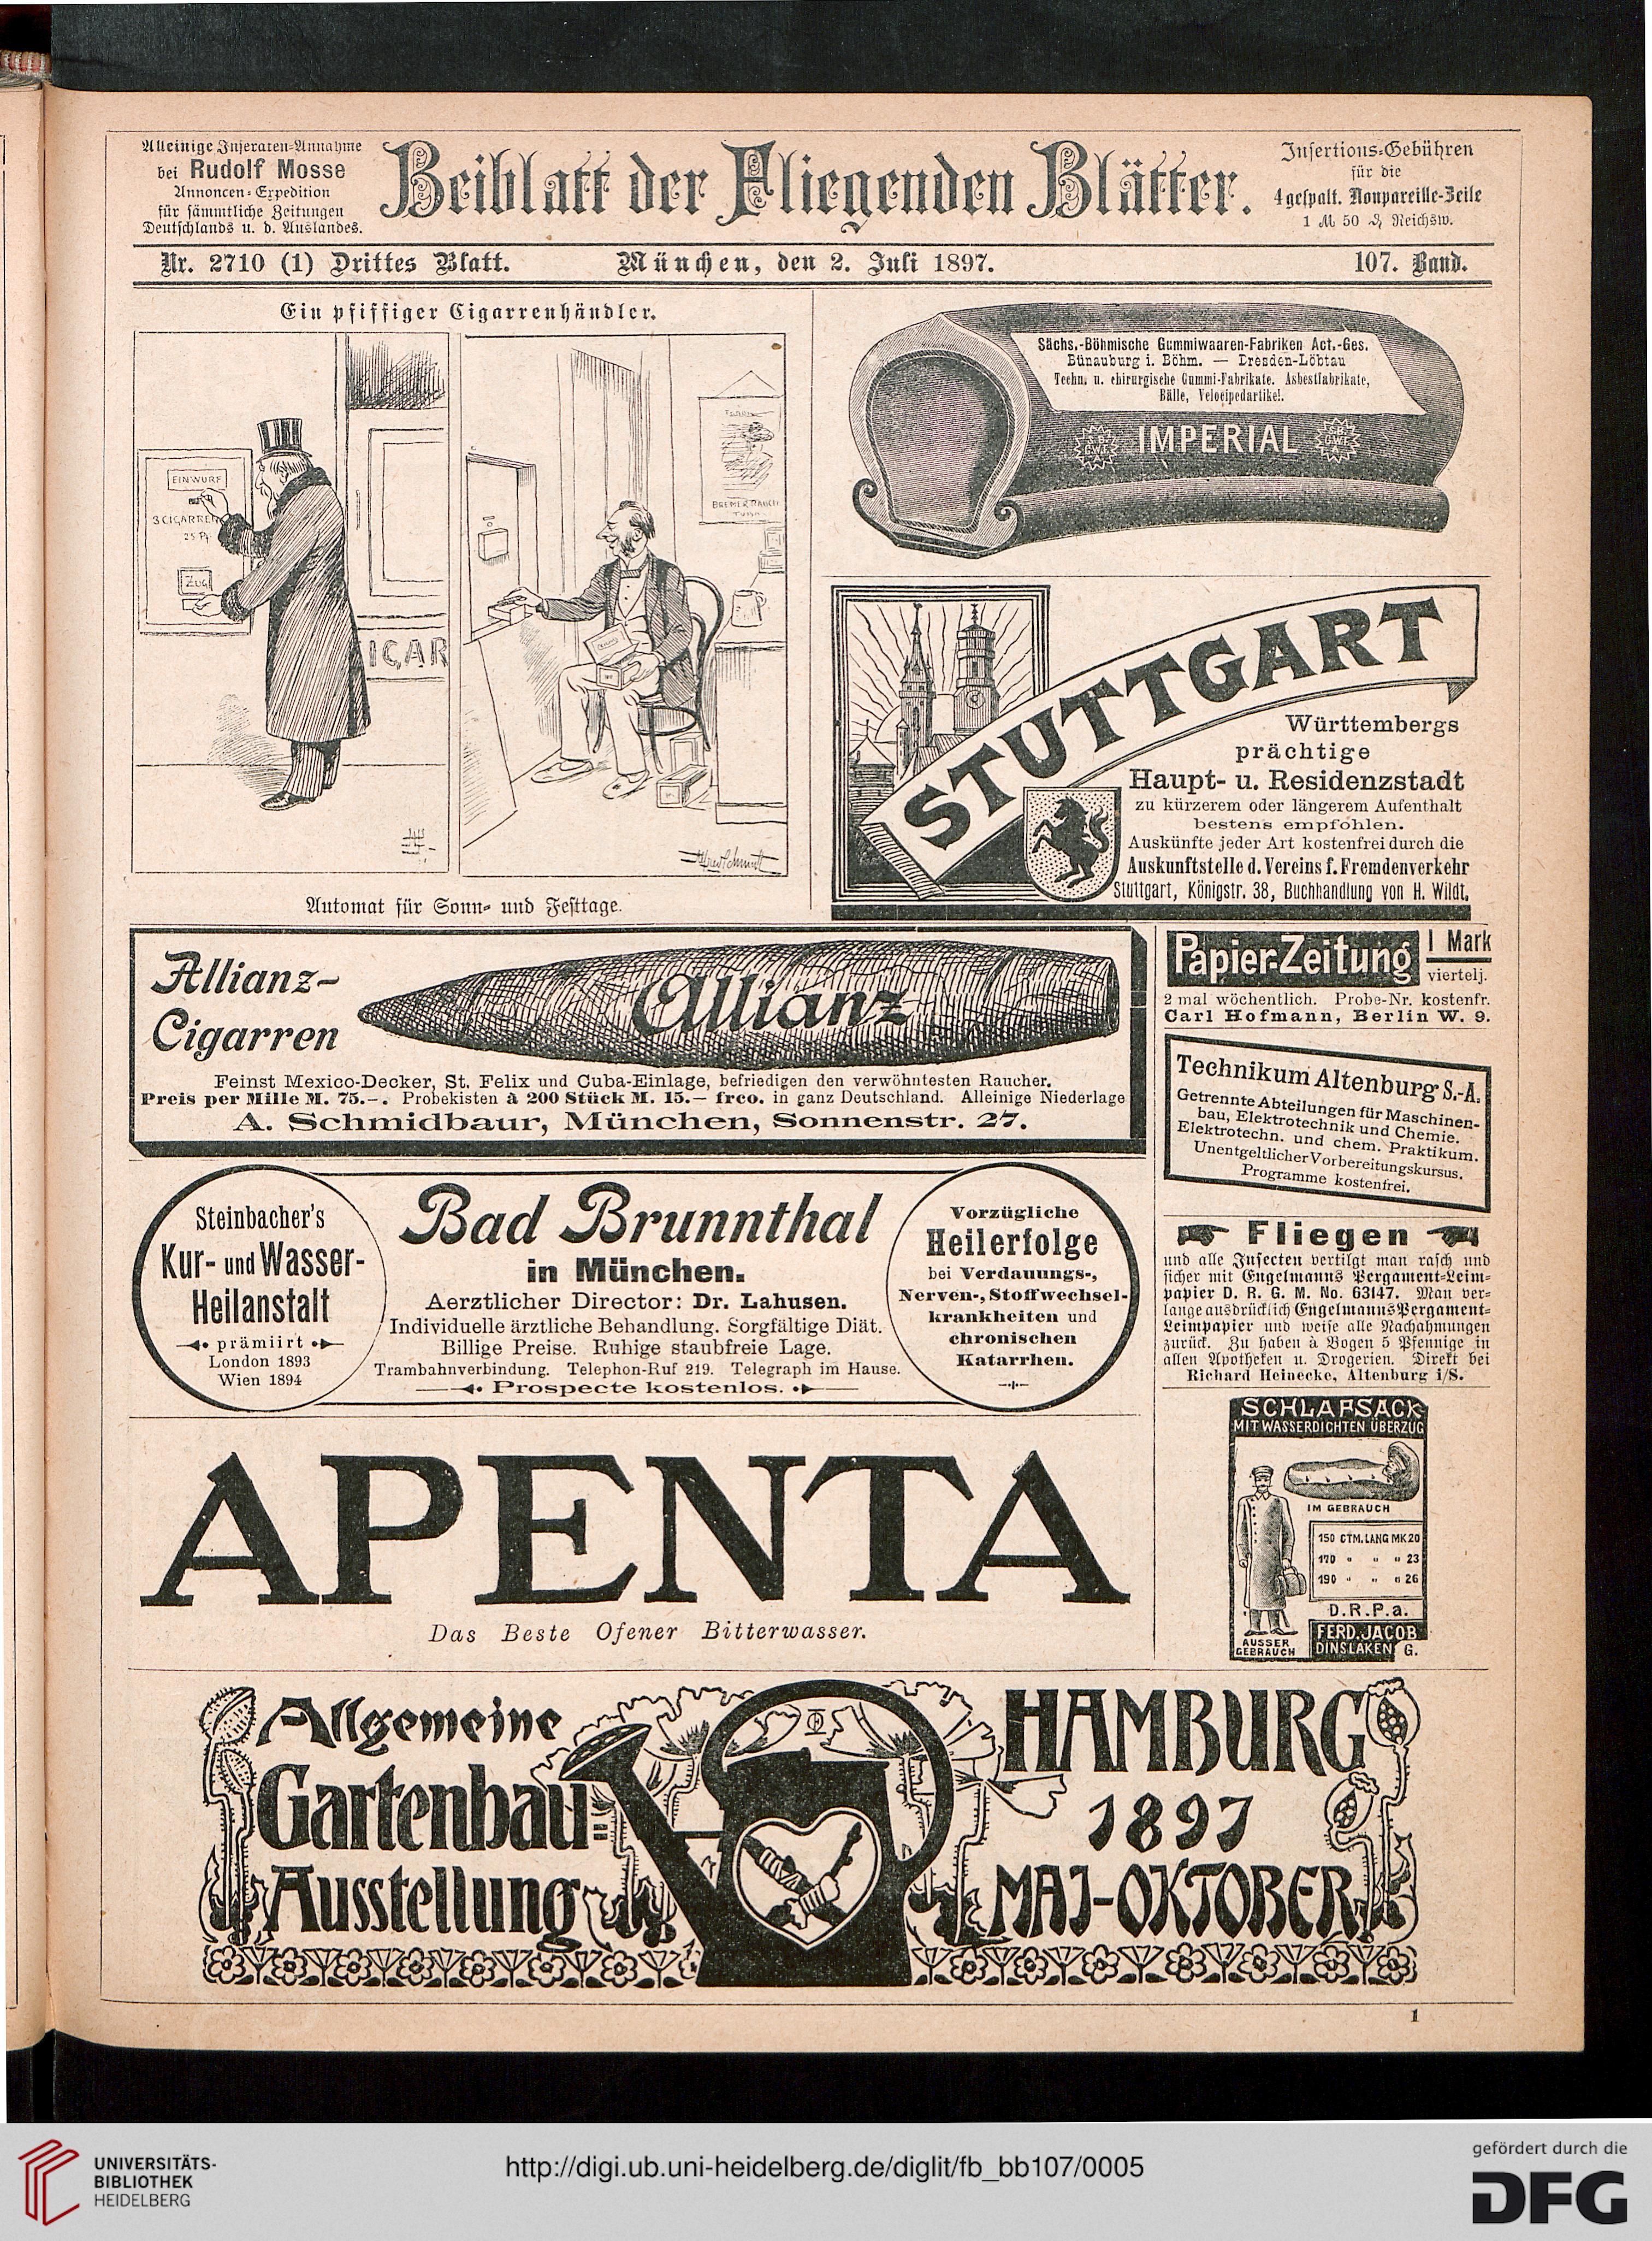 Alleinige Inseraten-Annahme
bei Rudolf Mosse
Annoncen-Expedition
für sämmtliche Zeitungen
Deutschlands u. d. Auslandes.
Beiblatt der Fliegenden Blätter.
Insertions-Gebühren
für die
4 gespalt. Nonpareille-Zeile
1 M 50 ₰ Reichsw.
Nr. 2710 (1) Drittes Blatt.
München, den 2. Juli 1897.
107. Band.
Ein pfiffiger Cigarrenhändler.
EINWURF
3 CIGARREN
25 Pf.
ZUG
IGAR
BREMER RAUCH
Automat für Sonn- und Festtage.
Sächs.-Böhmische Gummiwaaren-Fabriken Act.-Ges.
Bünauburg i. Böhm. — Dresden-Löbtau
Techn. u. chirurgische Gummi-Fabrikate. Asbestfabrikate,
Bälle, Velocipedartikel.
IMPERIAL
STUTTGART
Württembergs
prächtige
Haupt- u. Residenzstadt
zu kürzerem oder längerem Aufenthalt
bestens empfohlen.
Auskünfte jeder Art kostenfrei durch die
Auskunftstelle d. Vereins f. Fremdenverkehr
Stuttgart, Königstr. 38, Buchhandlung von H. Wildt.
Allianz-
Cigarren
Allianz
Feinst Mexico-Decker, St. Felix und Cuba-Einlage, befriedigen den verwöhntesten Raucher.
Preis per Mille M. 75.–. Probekisten à 200 Stück M. 15.— frco. in ganz Deutschland. Alleinige Niederlage
A. Schmidbaur, München, Sonnenstr. 27.
Papier-Zeitung
1 Mark
viertelj.
2 mal wöchentlich. Probe-Nr. kostenfr.
Carl Hofmann, Berlin W. 9.
Technikum Altenburg S.-A.
Getrennte Abteilungen für Maschinen-
bau, Elektrotechnik und Chemie.
Elektrotechn. und chem. Praktikum.
Unentgeltlicher Vorbereitungskursus.
Programme kostenfrei.
Steinbacher's
Kur- und Wasser-
Heilanstalt
prämiirt
London 1893
Wien 1894
Bad Brunnthal
in München.
Aerztlicher Director: Dr. Lahusen.
Individuelle ärztliche Behandlung. Sorgfältige Diät.
Billige Preise. Ruhige staubfreie Lage.
Trambahnverbindung. Telephon-Ruf 219. Telegraph im Hause.
Prospecte kostenlos.
Vorzügliche
Heilerfolge
bei Verdauungs-,
Nerven-, Stoffwechsel-
krankheiten und
chronischen
Katarrhen.
Fliegen
und alle Insecten vertilgt man rasch und
sicher mit Engelmanns Pergament-Leim-
papier D. R. G. M. No. 63147. Man ver-
lange ausdrücklich Engelmanns Pergament-
Leimpapier und weise alle Nachahmungen
zurück. Zu haben à Bogen 5 Pfennige in
allen Apotheken u. Drogerien. Direkt bei
Richard Heinecke, Altenburg i/S.
APENTA
Das Beste Ofener Bitterwasser.
SCHLAFSACK
MIT WASSERDICHTEN ÜBERZUG
IM GEBRAUCH
150 CTM. LANG MK 20
170 " " " 23
190 " " " 26
D.R.P.a.
AUSSER
GEBRAUCH
FERD. JACOB
DINSLAKEN G.
Allgemeine
Gartenbau-
Ausstellung
HAMBURG
1897
MAI-OKTOBER
1
UNIVERSITÄTS-
BIBLIOTHEK
HEIDELBERG
http://digi.ub.uni-heidelberg.de/diglit/fb_bb107/0005
gefördert durch die
DFG